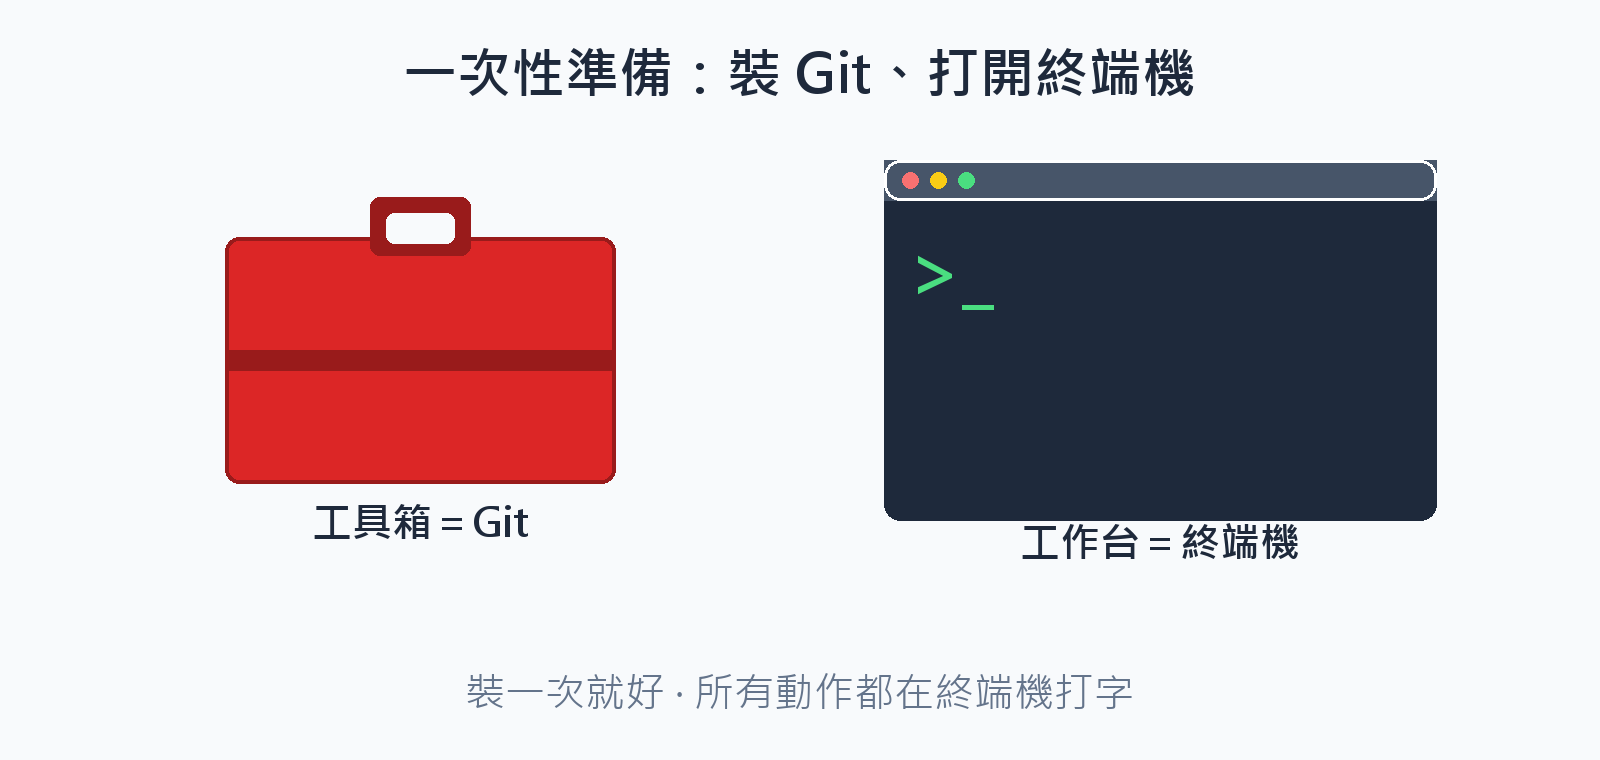 一次性準備：裝 Git、打開終端機
>_
工具箱 = Git
工作台 = 終端機
裝一次就好 · 所有動作都在終端機打字